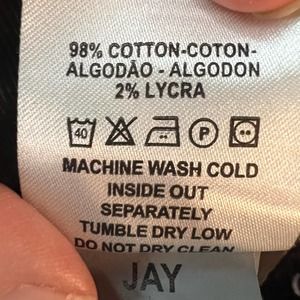 98% COTTON-COTON-
ALGODÃO - ALGODON
2% LYCRA
40 P
MACHINE WASH COLD
INSIDE OUT
SEPARATELY
TUMBLE DRY LOW
DO NOT DRY CLEAN
JAY